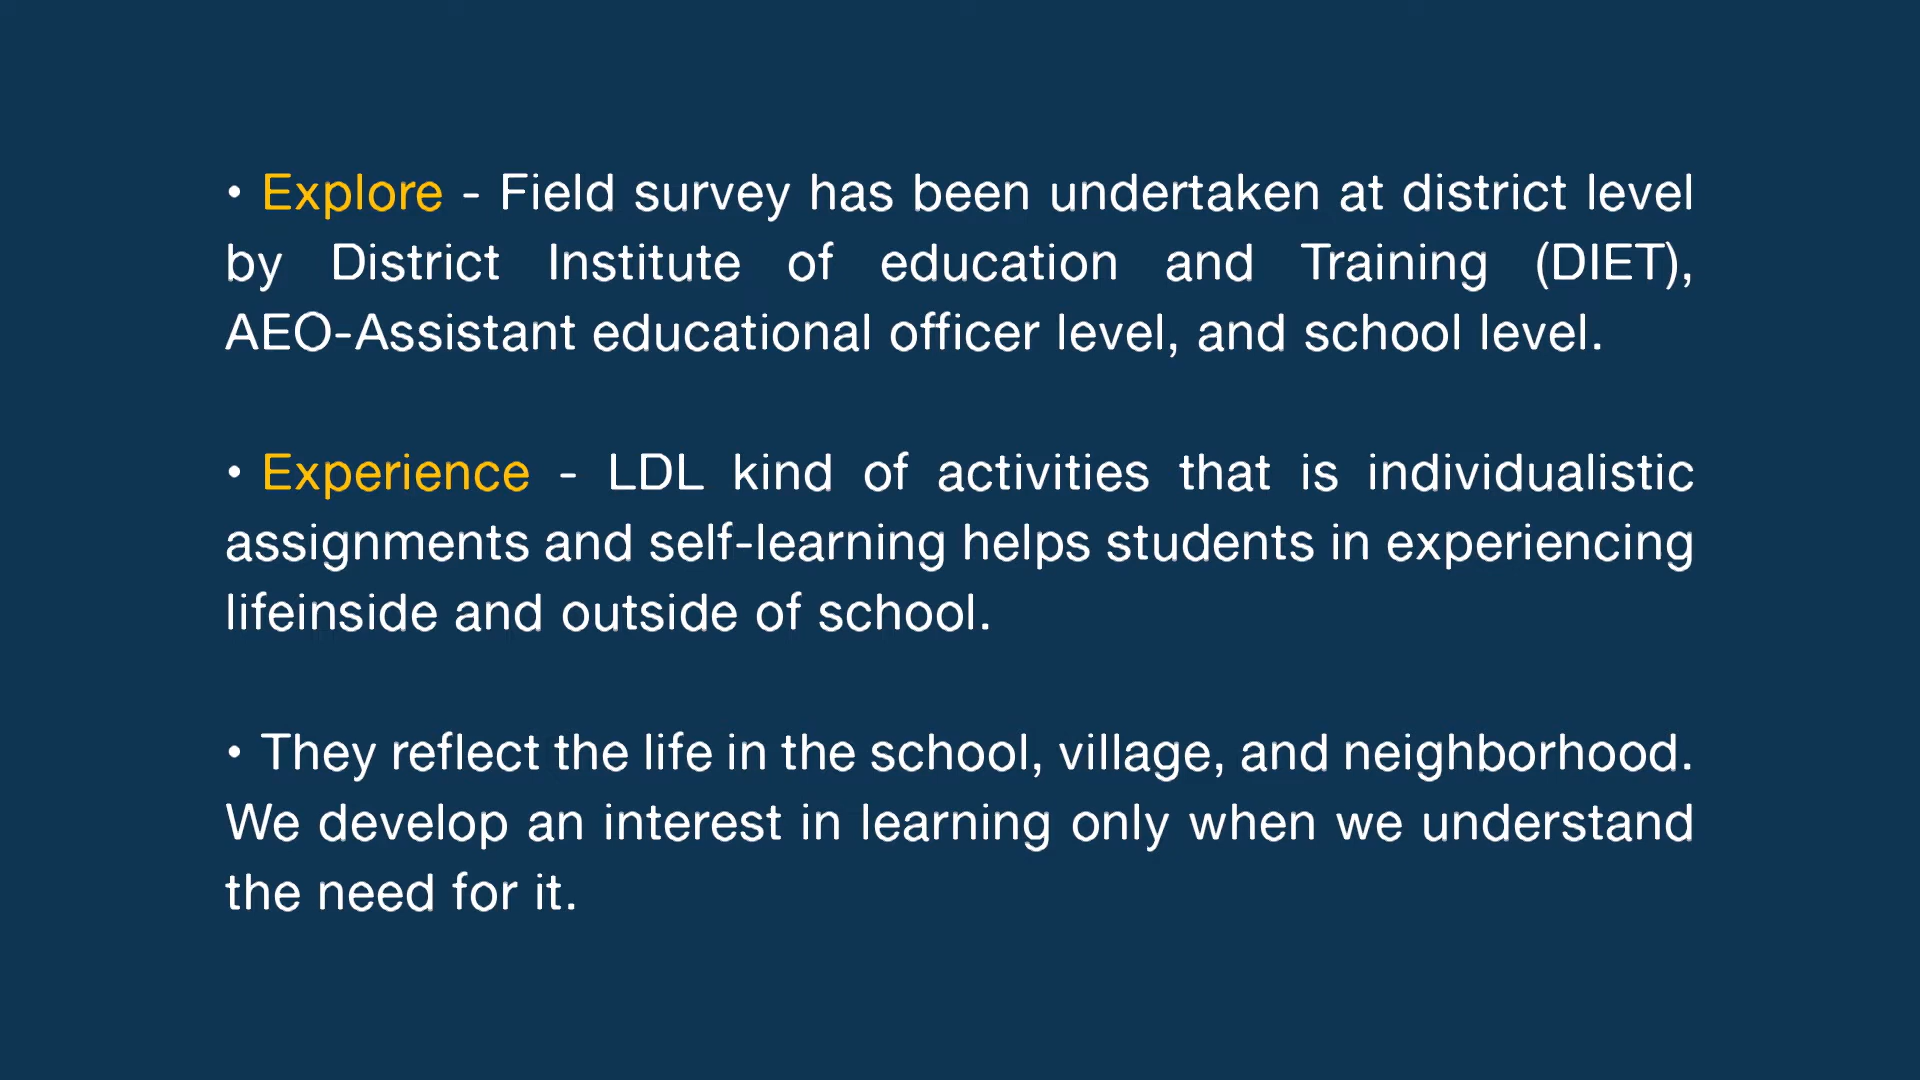 • Explore - Field survey has been undertaken at district level
by District Institute of education and Training (DIET),
AEO-Assistant educational officer level, and school level.
• Experience - LDL kind of activities that is individualistic
assignments and self-learning helps students in experiencing
lifeinside and outside of school.
• They reflect the life in the school, village, and neighborhood.
We develop an interest in learning only when we understand
the need for it.